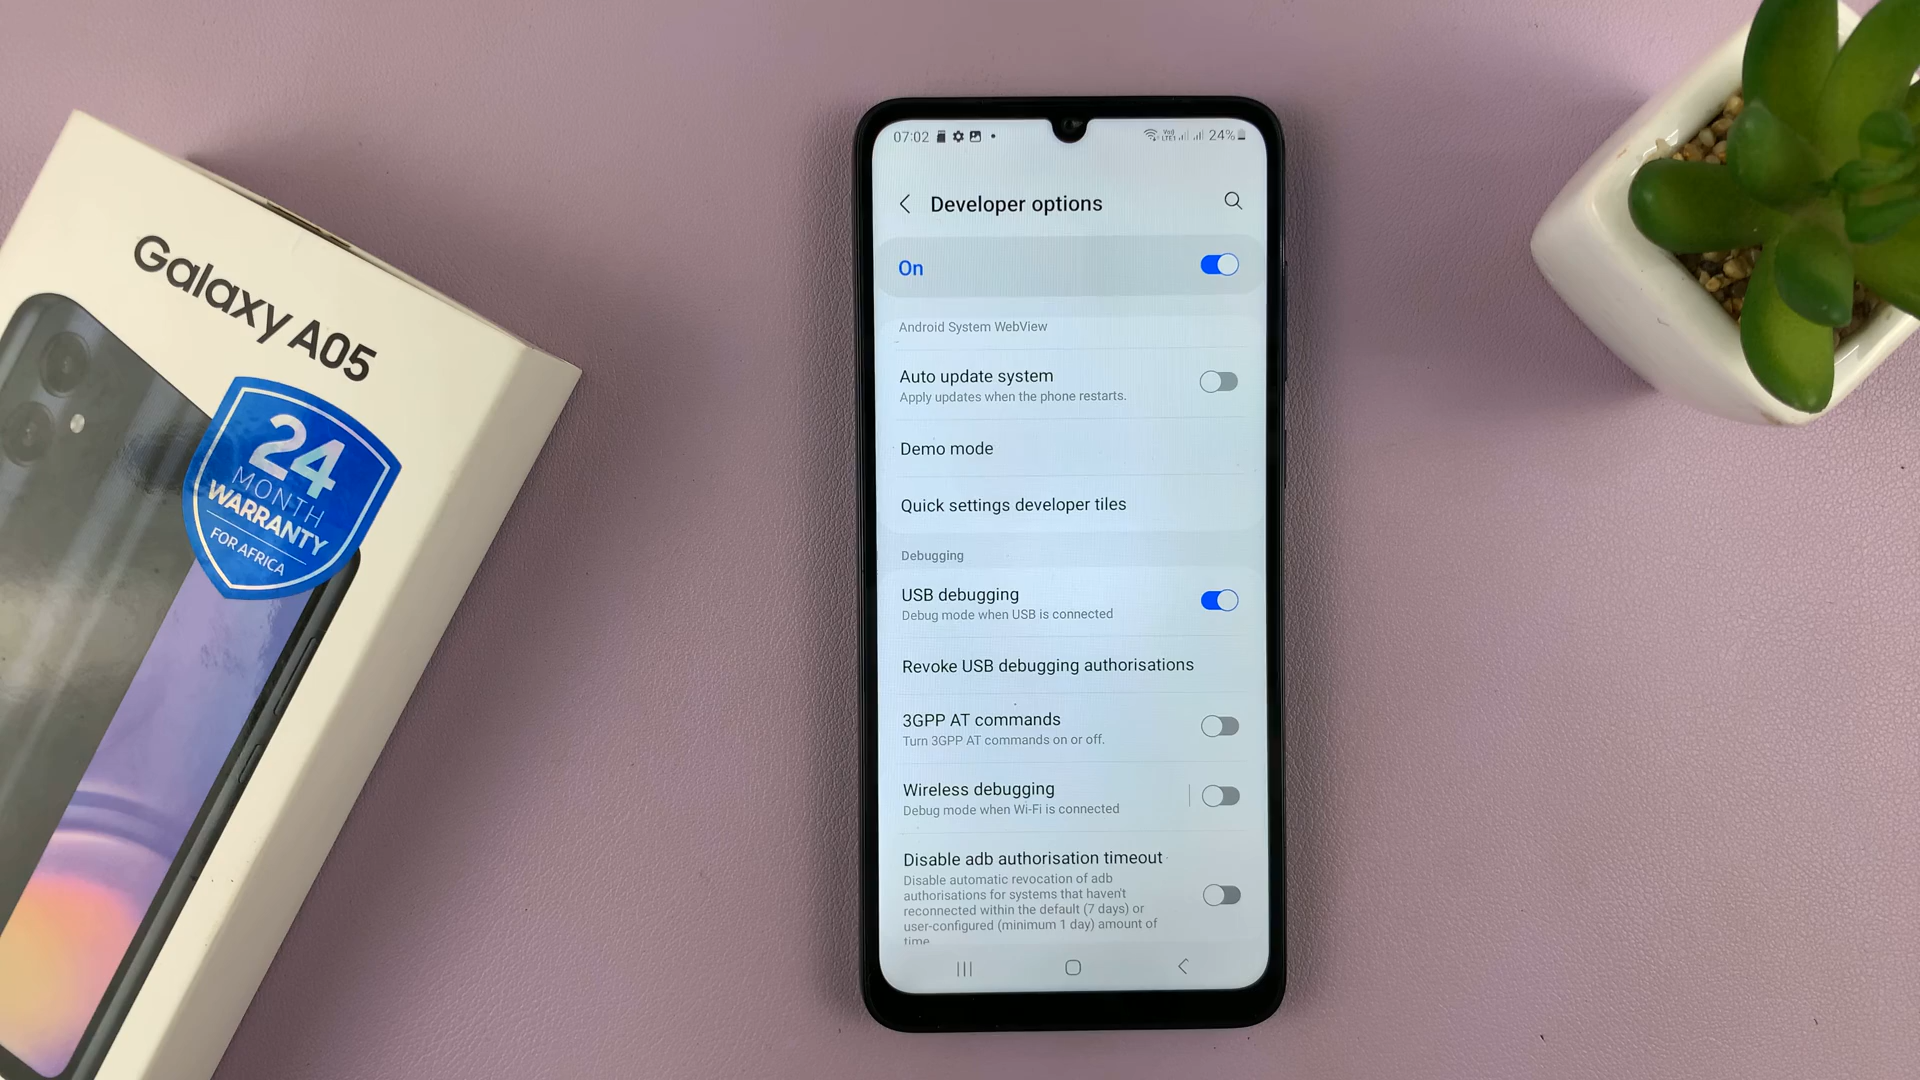 Galaxy A05
24
MONTH
WARRANTY
FOR AFRICA
07:02
24%
Developer options
On
Android System WebView
Auto update system
Apply updates when the phone restarts.
Demo mode
Quick settings developer tiles
Debugging
USB debugging
Debug mode when USB is connected
Revoke USB debugging authorisations
3GPP AT commands
Turn 3GPP AT commands on or off.
Wireless debugging
Debug mode when Wi-Fi is connected
Disable adb authorisation timeout
Disable automatic revocation of adb
authorisations for systems that haven't
reconnected within the default (7 days) or
user-configured (minimum 1 day) amount of
time